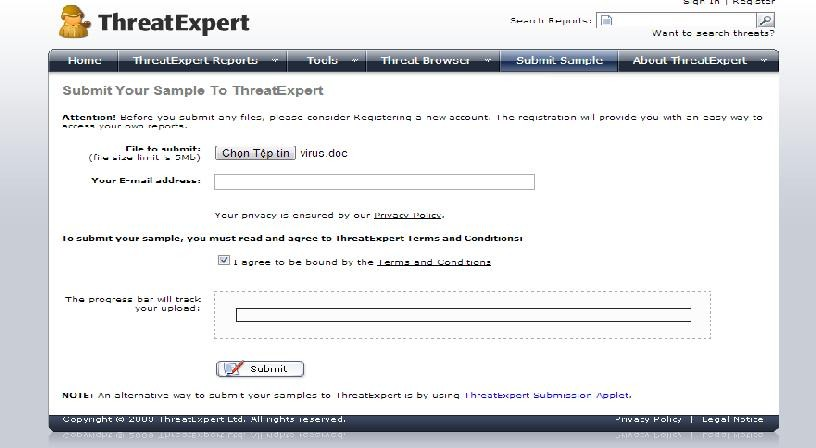 Sign In | Register
ThreatExpert
Search Reports:
Want to search threats?
Home ThreatExpert Reports Tools Threat Browser Submit Sample About ThreatExpert
Submit Your Sample To ThreatExpert
Attention! Before you submit any files, please consider Registering a new account. The registration will provide you with an easy way to
access your own reports.
File to submit:
(file size limit is 5Mb)
Chọn Tệp tin virus.doc
Your E-mail address:
Your privacy is ensured by our Privacy Policy.
To submit your sample, you must read and agree to ThreatExpert Terms and Conditions:
I agree to be bound by the Terms and Conditions
The progress bar will track
your upload:
Submit
NOTE: An alternative way to submit your samples to ThreatExpert is by using ThreatExpert Submission Applet.
Copyright © 2009 ThreatExpert Ltd. All rights reserved. Privacy Policy | Legal Notice